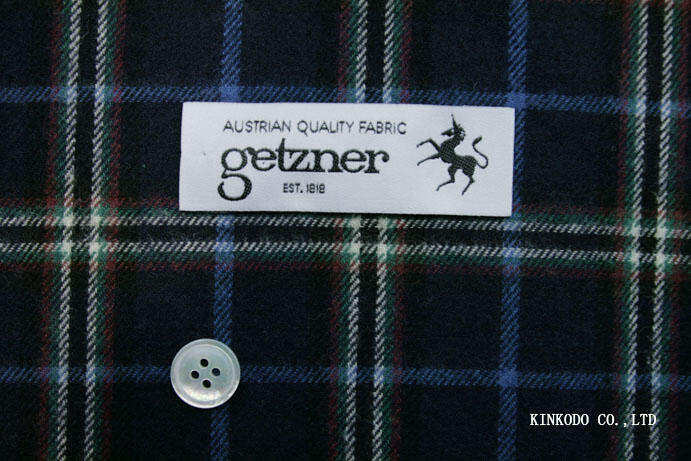 AUSTRIAN QUALITY FABRIC
getzner
EST. 1818
KINKODO CO.,LTD